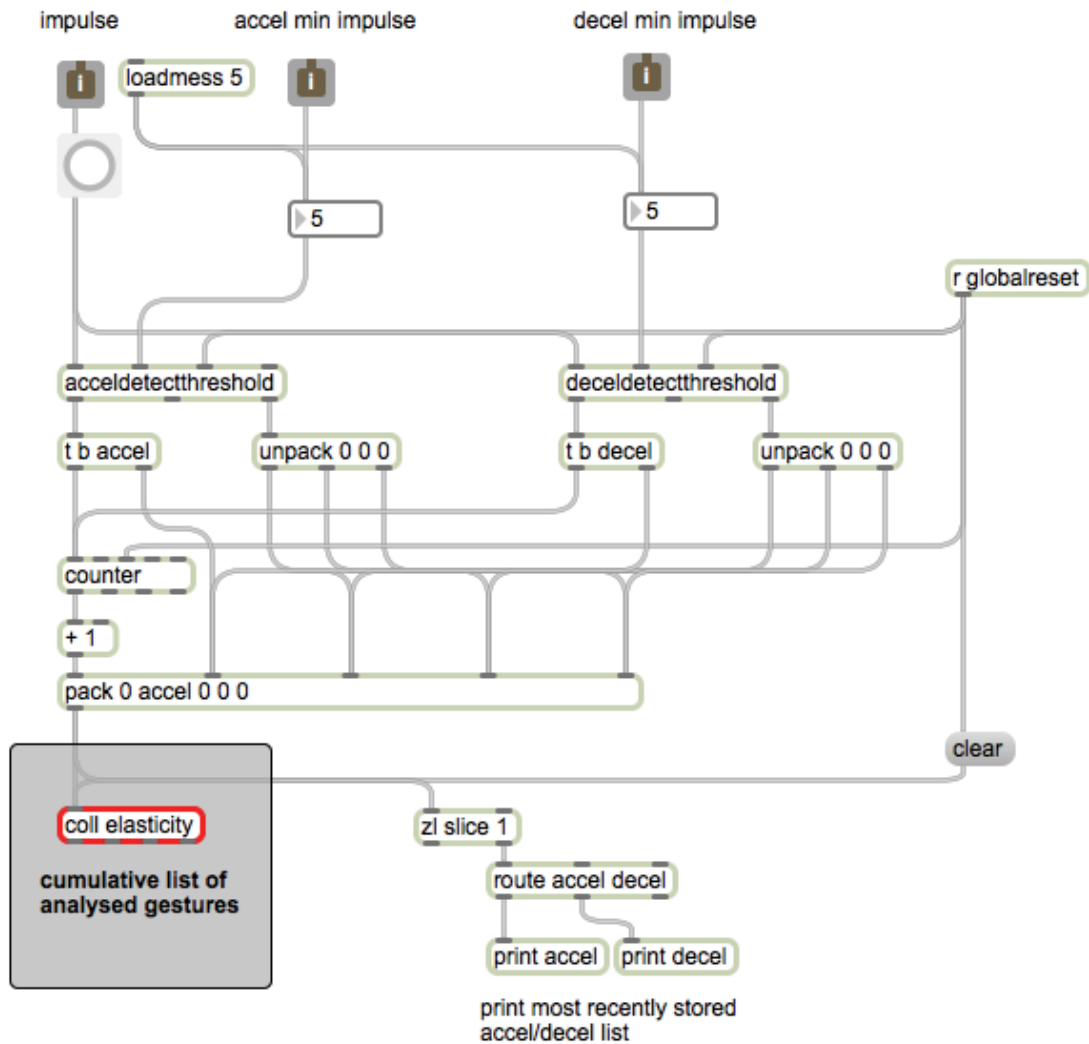 impulse
accel min impulse
decel min impulse
i
i
i
loadmess 5
5
5
r globalreset
acceldetectthreshold
deceldetectthreshold
t b accel
unpack 0 0 0
t b decel
unpack 0 0 0
counter
+ 1
pack 0 accel 0 0 0
clear
coll elasticity
zl slice 1
cumulative list of
analysed gestures
route accel decel
print accel
print decel
print most recently stored
accel/decel list